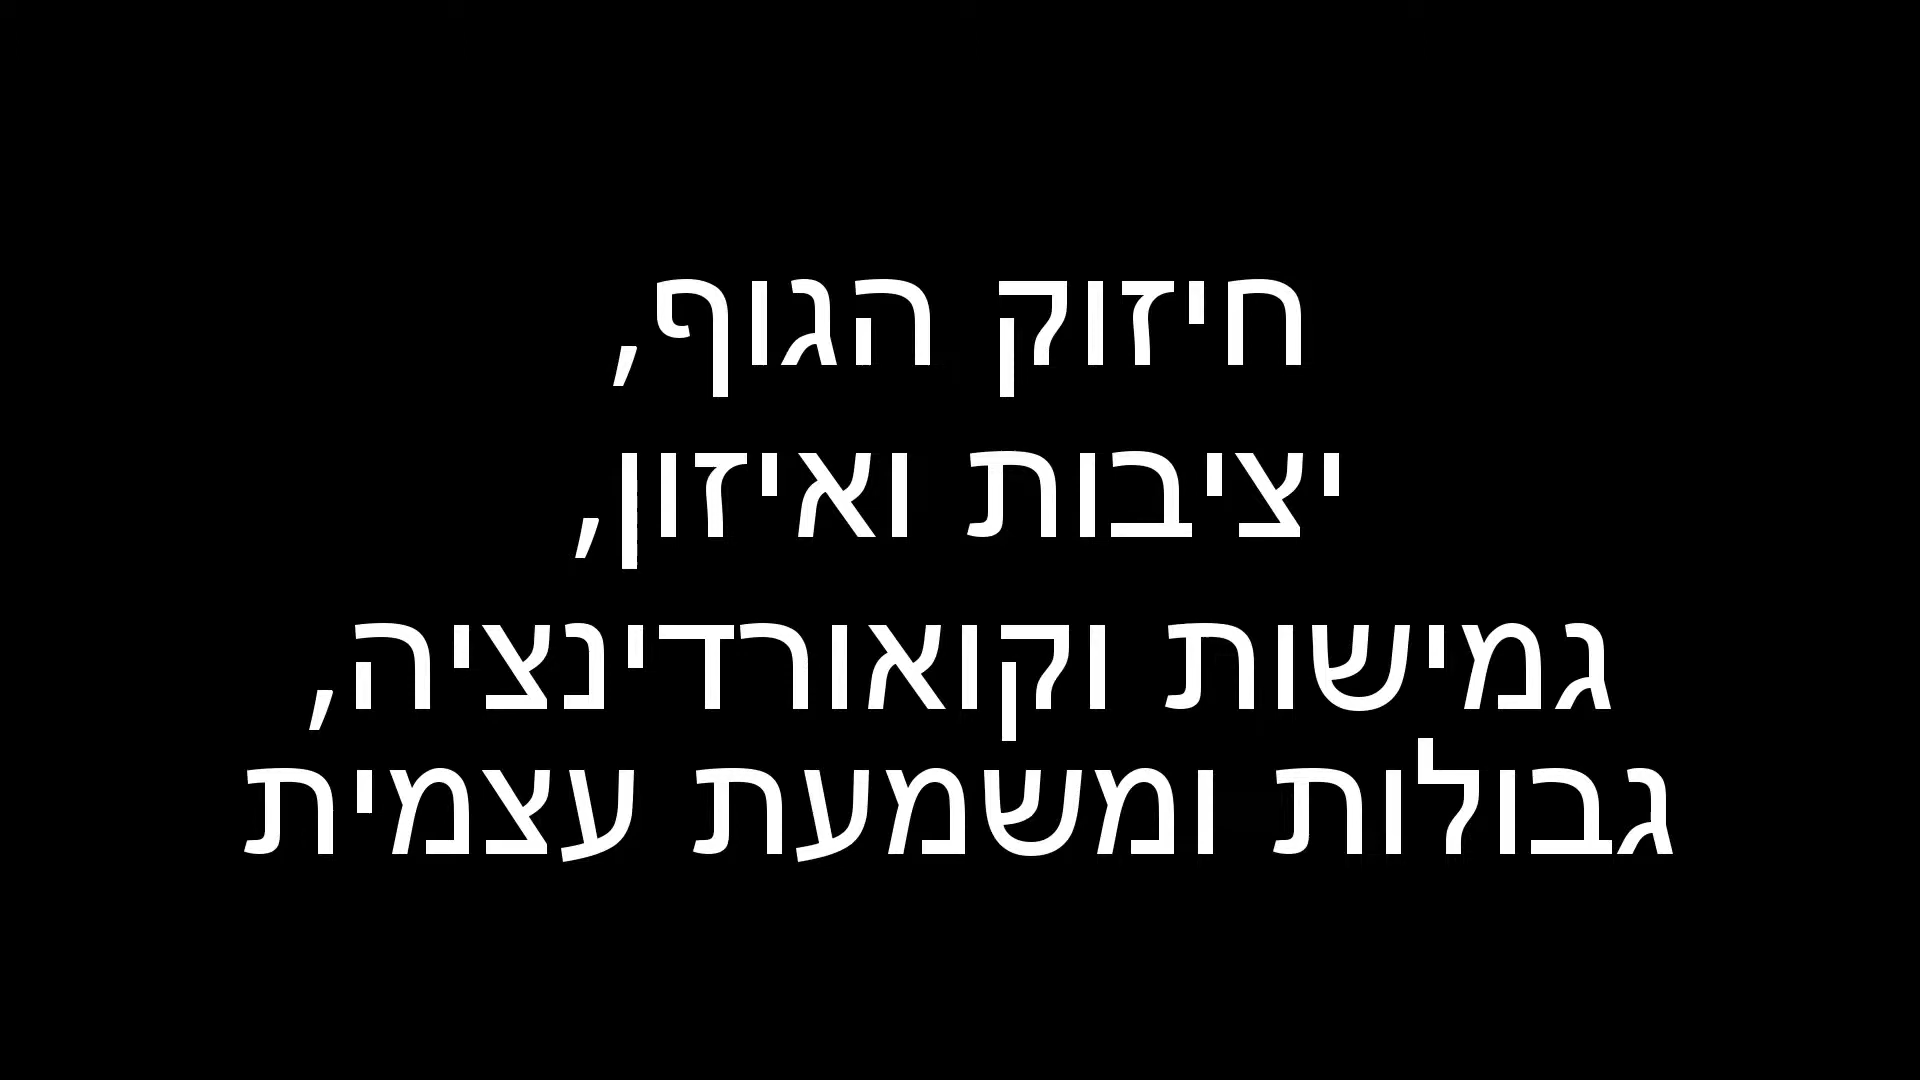 חיזוק הגוף,
יציבות ואיזון,
גמישות וקואורדינציה,
גבולות ומשמעת עצמית